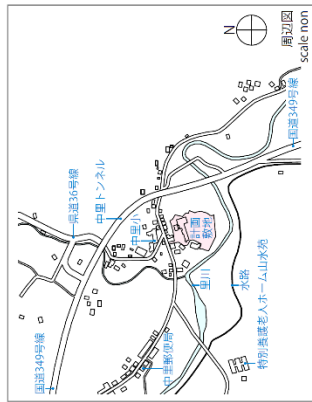 周辺図
scale non
N
国道349号線
県道36号線
中里トンネル
中里小
計画
敷地
里川
水路
国道349号線
中里郵便局
特別養護老人ホーム山水苑